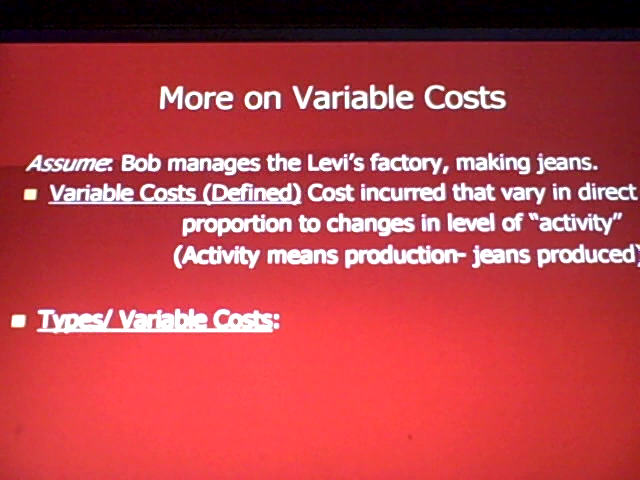 More on Variable Costs
Assume: Bob manages the Levi's factory, making jeans.
Variable Costs (Defined) Cost incurred that vary in direct
proportion to changes in level of "activity"
(Activity means production- jeans produced)
Types/ Variable Costs: